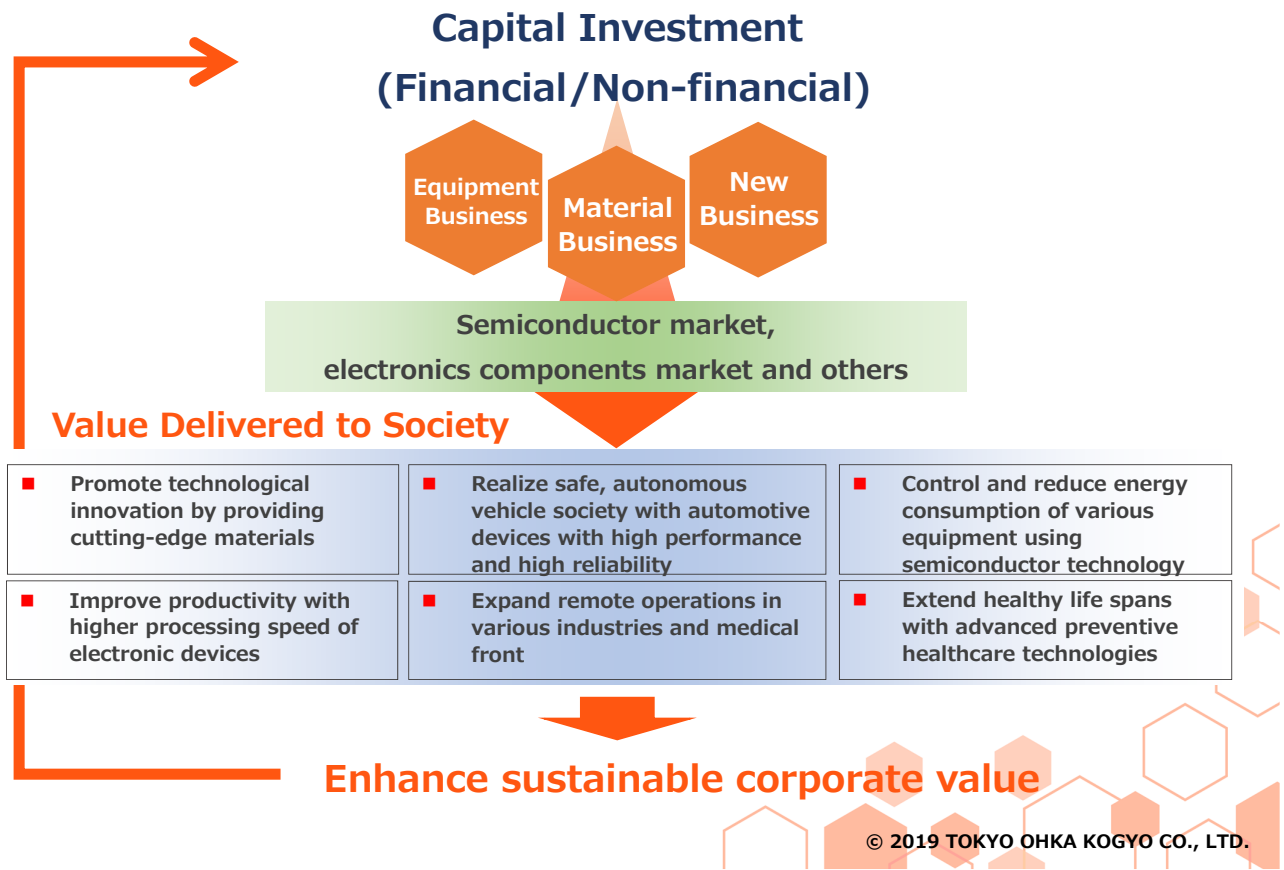 Capital Investment
(Financial/Non-financial)
Equipment
Business
Material
Business
New
Business
Semiconductor market,
electronics components market and others
Value Delivered to Society
Promote technological
innovation by providing
cutting-edge materials
Realize safe, autonomous
vehicle society with automotive
devices with high performance
and high reliability
Control and reduce energy
consumption of various
equipment using
semiconductor technology
Improve productivity with
higher processing speed of
electronic devices
Expand remote operations in
various industries and medical
front
Extend healthy life spans
with advanced preventive
healthcare technologies
Enhance sustainable corporate value
© 2019 TOKYO OHKA KOGYO CO., LTD.